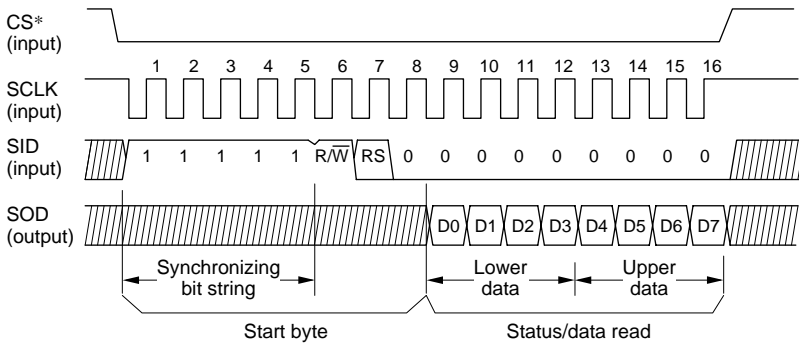 CS*
(input)
1 2 3 4 5 6 7 8 9 10 11 12 13 14 15 16
SCLK
(input)
SID
(input)
1 1 1 1 1 R/W̅ RS 0 0 0 0 0 0 0 0 0
SOD
(output)
D0 D1 D2 D3 D4 D5 D6 D7
Synchronizing
bit string
Lower
data
Upper
data
Start byte
Status/data read